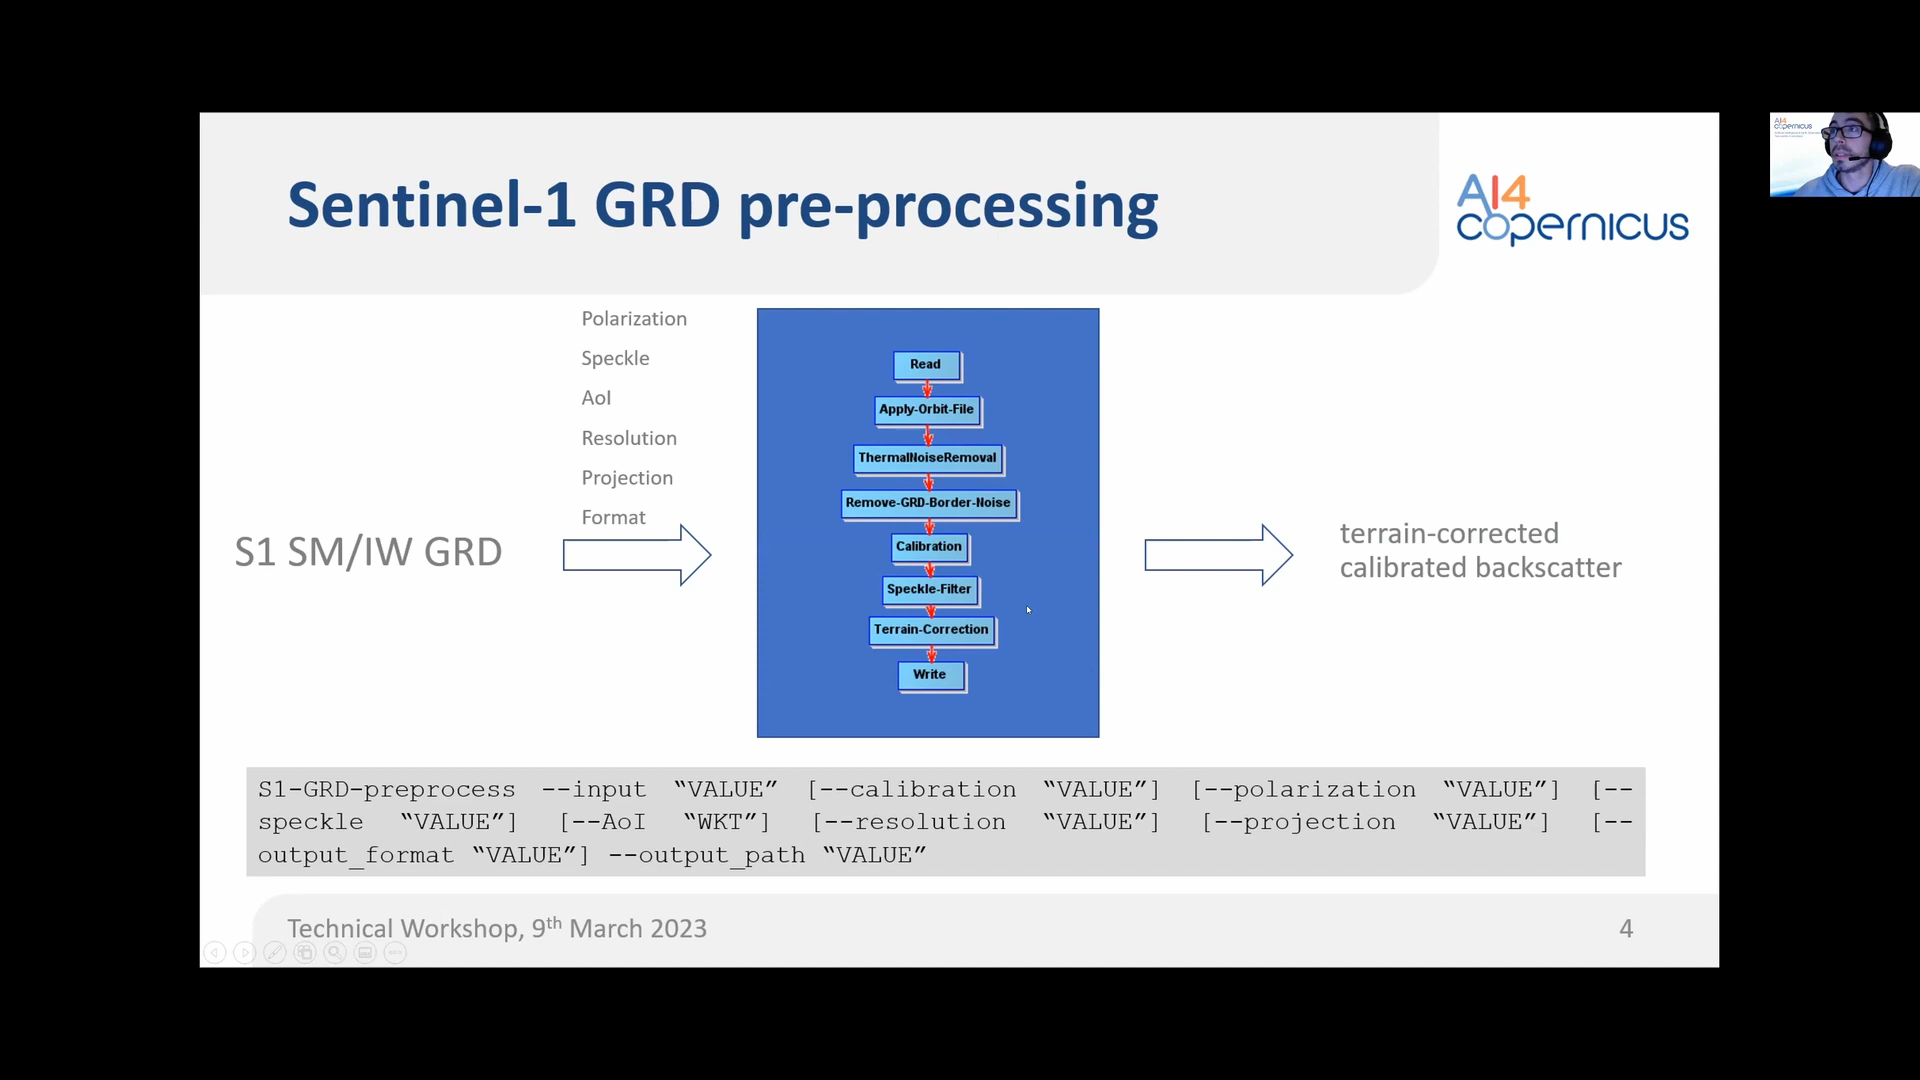 Sentinel-1 GRD pre-processing
AI4
copernicus
AI4
copernicus
Polarization
Speckle
AoI
Resolution
Projection
Format
S1 SM/IW GRD
Read
Apply-Orbit-File
ThermalNoiseRemoval
Remove-GRD-Border-Noise
Calibration
Speckle-Filter
Terrain-Correction
Write
terrain-corrected
calibrated backscatter
S1-GRD-preprocess --input “VALUE” [--calibration “VALUE”] [--polarization “VALUE”] [--
speckle “VALUE”] [--AoI “WKT”] [--resolution “VALUE”] [--projection “VALUE”] [--
output_format “VALUE”] --output_path “VALUE”
Technical Workshop, 9th March 2023
4